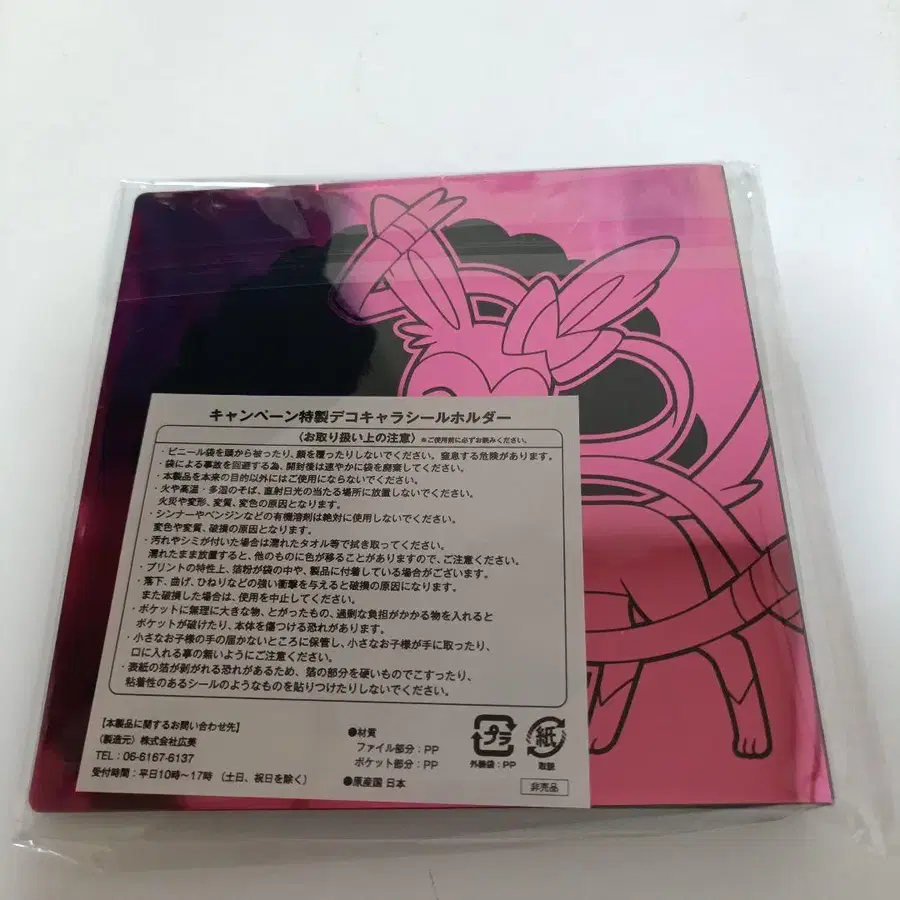 キャンペーン特製デコキャラシールホルダー
〈お取り扱い上の注意〉※ご使用前に必ずお読みください。
・ビニール袋を頭から被ったり、顔を覆ったりしないでください。窒息する危険があります。
袋による事故を回避する為、開封後は速やかに袋を廃棄してください。
・本製品を本来の目的以外にはご使用にならないでください。
・火や高温・多湿のそば、直射日光の当たる場所に放置しないでください。
火災や変形、変質、変色の原因となります。
・シンナーやベンジンなどの有機溶剤は絶対に使用しないでください。
変色や変質、破損の原因となります。
・汚れやシミが付いた場合は濡れたタオル等で拭き取ってください。
濡れたまま放置すると、他のものに色が移ることがありますので、ご注意ください。
・プリントの特性上、箔粉が袋の中や、製品に付着している場合がございます。
・落下、曲げ、ひねりなどの強い衝撃を与えると破損の原因になります。
また破損した場合は、使用を中止してください。
・ポケットに無理に大きな物、とがったもの、過剰な負担がかかる物を入れると
ポケットが破けたり、本体を傷つける恐れがあります。
・小さなお子様の手の届かないところに保管し、小さなお子様が手に取ったり、
口に入れる事の無いようにご注意ください。
・表紙の箔が剥がれる恐れがあるため、箔の部分を硬いものでこすったり、
粘着性のあるシールのようなものを貼りつけたりしないでください。
【本製品に関するお問い合わせ先】
〈製造元〉株式会社広美
TEL：06-6167-6137
受付時間：平日10時～17時 （土日、祝日を除く）
●材質
ファイル部分：PP
ポケット部分：PP
●原産国 日本
プラ
外装袋：PP
紙
取説
非売品